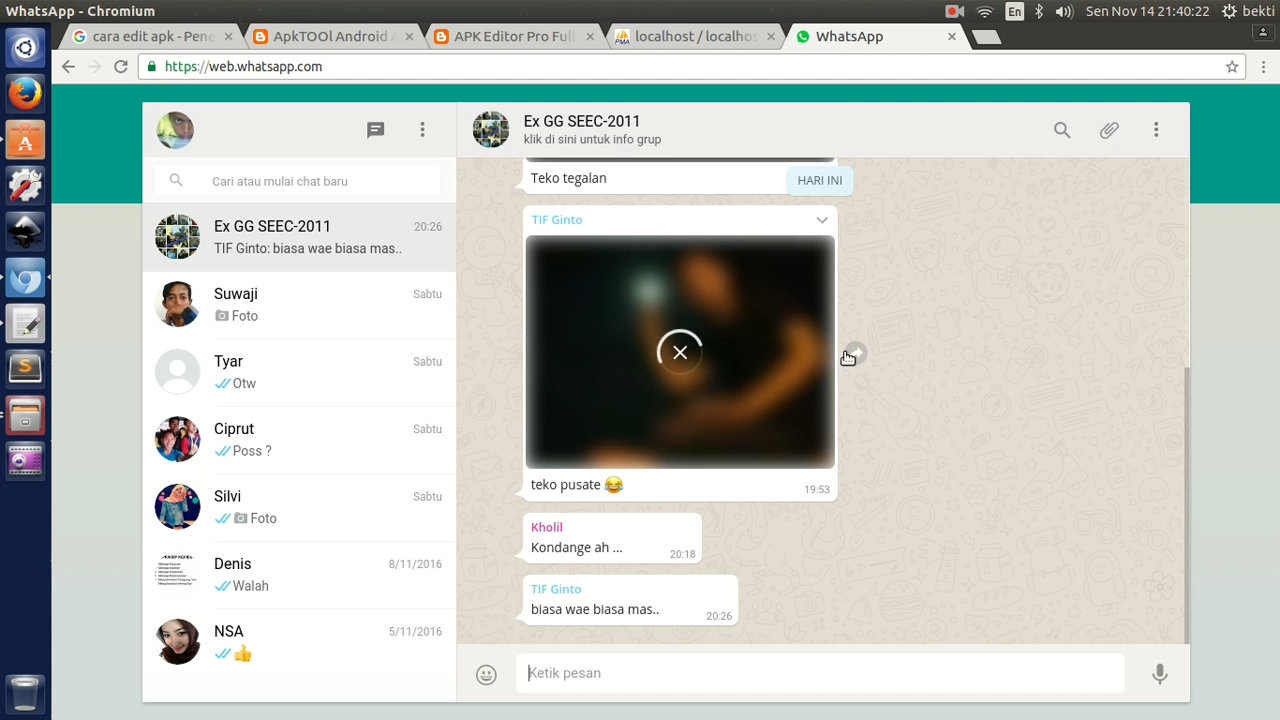 WhatsApp - Chromium
En
Sen Nov 14 21:40:22
bekti
cara edit apk - Pene
ApkTOOl Android A
APK Editor Pro Full
localhost / localhos
WhatsApp
https://web.whatsapp.com
Ex GG SEEC-2011
klik di sini untuk info grup
Cari atau mulai chat baru
Ex GG SEEC-2011
20:26
TIF Ginto: biasa wae biasa mas..
Suwaji
Sabtu
Foto
Tyar
Sabtu
Otw
Ciprut
Sabtu
Poss ?
Silvi
Sabtu
Foto
Denis
8/11/2016
Walah
NSA
5/11/2016
👍
Teko tegalan
HARI INI
TIF Ginto
teko pusate 😂
19:53
Kholil
Kondange ah ...
20:18
TIF Ginto
biasa wae biasa mas..
20:26
Ketik pesan